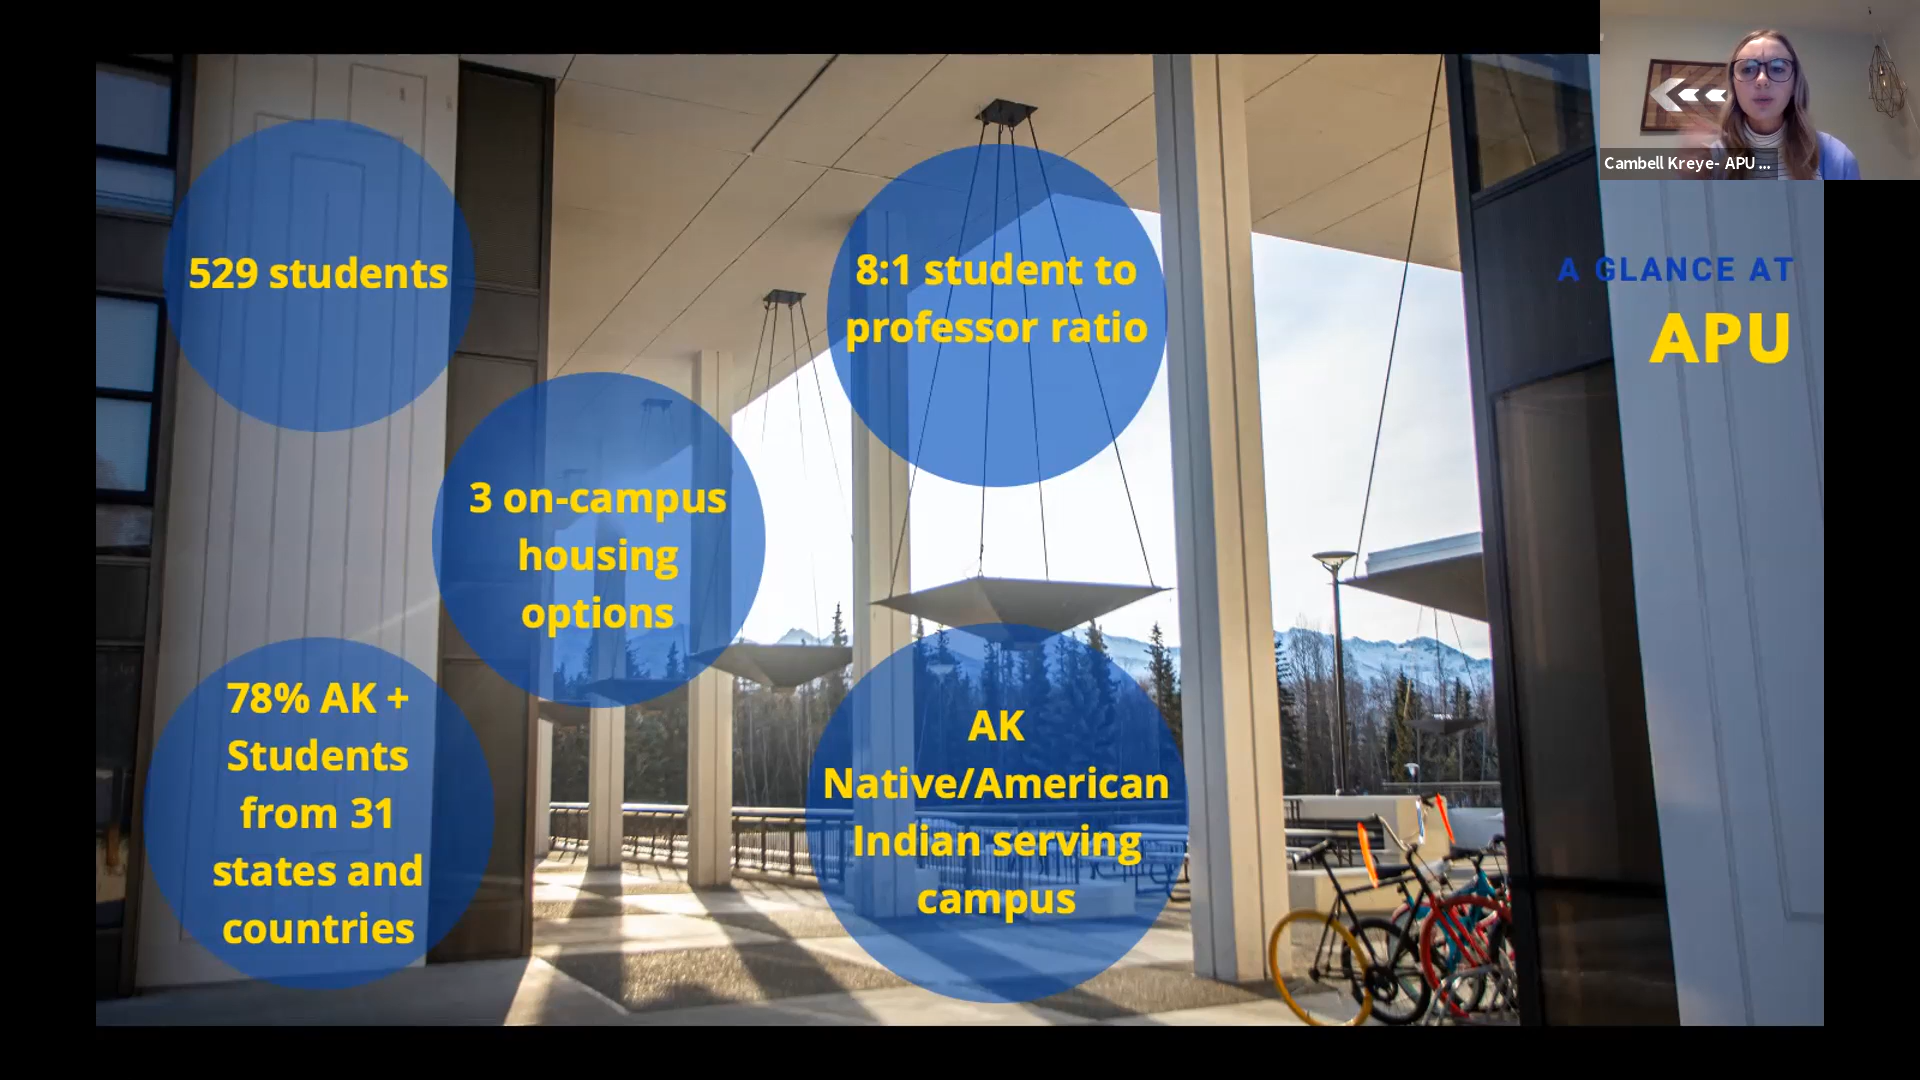 Cambell Kreye- APU ...
A GLANCE AT
APU
529 students
8:1 student to
professor ratio
3 on-campus
housing
options
78% AK +
Students
from 31
states and
countries
AK
Native/American
Indian serving
campus